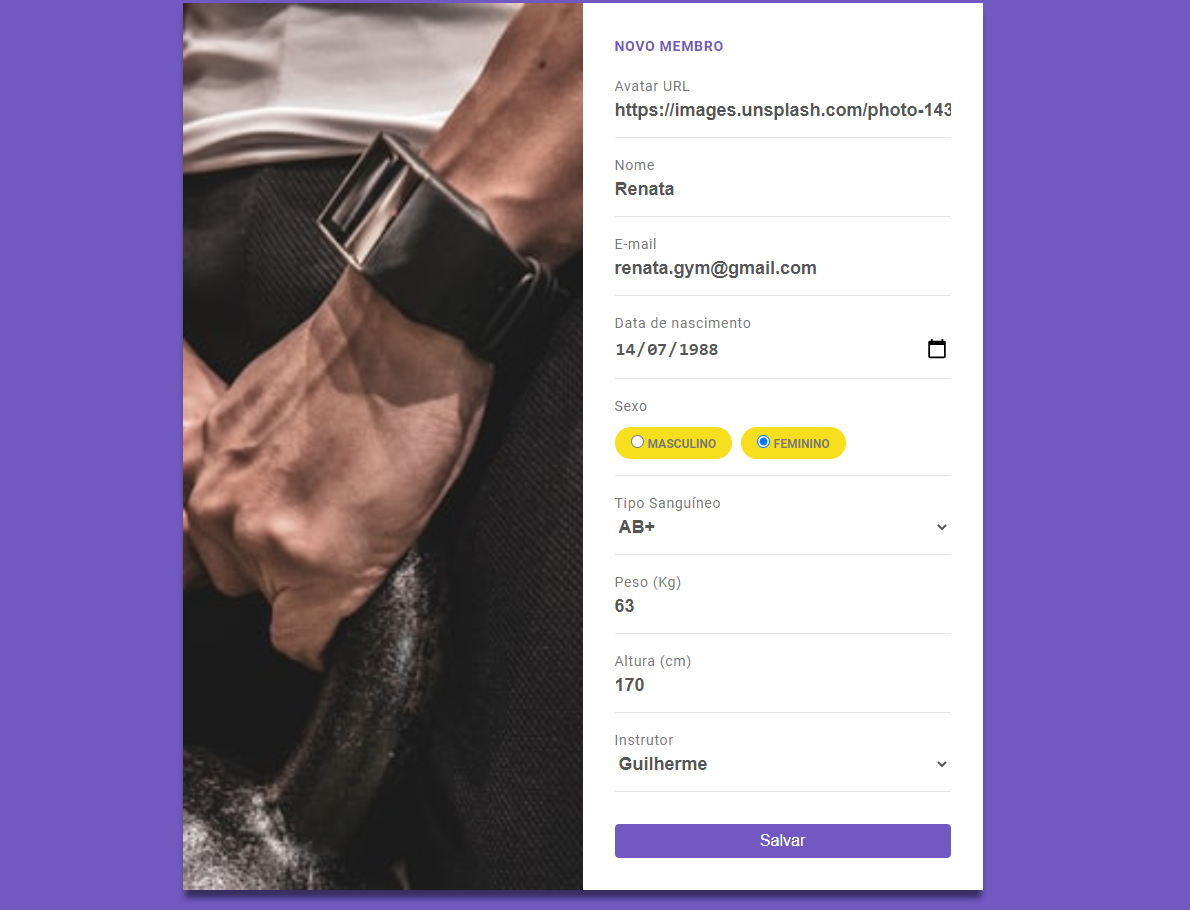 NOVO MEMBRO
Avatar URL
https://images.unsplash.com/photo-143
Nome
Renata
E-mail
renata.gym@gmail.com
Data de nascimento
14/07/1988
Sexo
MASCULINO FEMININO
Tipo Sanguíneo
AB+
Peso (Kg)
63
Altura (cm)
170
Instrutor
Guilherme
Salvar